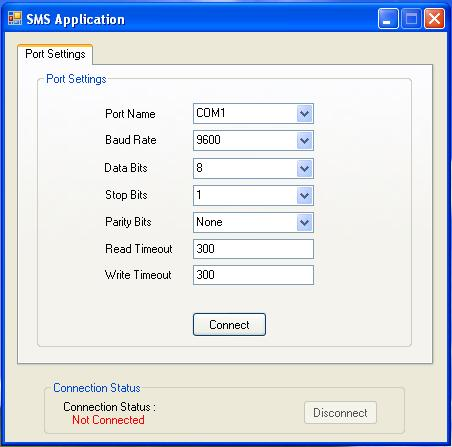 SMS Application
Port Settings
Port Settings
Port Name COM1
Baud Rate 9600
Data Bits 8
Stop Bits 1
Parity Bits None
Read Timeout 300
Write Timeout 300
Connect
Connection Status
Connection Status :
Not Connected
Disconnect